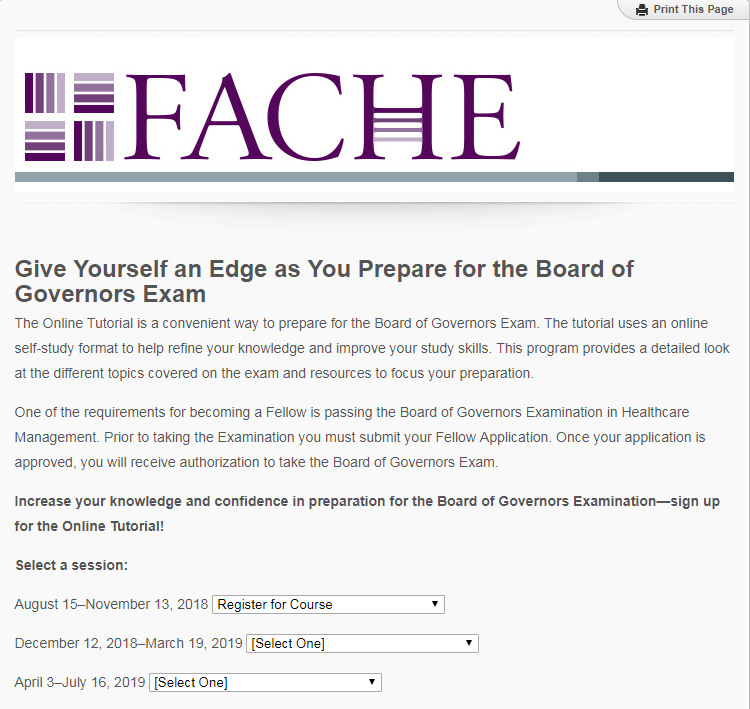 Print This Page
FACHE
Give Yourself an Edge as You Prepare for the Board of
Governors Exam
The Online Tutorial is a convenient way to prepare for the Board of Governors Exam. The tutorial uses an online
self-study format to help refine your knowledge and improve your study skills. This program provides a detailed look
at the different topics covered on the exam and resources to focus your preparation.
One of the requirements for becoming a Fellow is passing the Board of Governors Examination in Healthcare
Management. Prior to taking the Examination you must submit your Fellow Application. Once your application is
approved, you will receive authorization to take the Board of Governors Exam.
Increase your knowledge and confidence in preparation for the Board of Governors Examination—sign up
for the Online Tutorial!
Select a session:
August 15–November 13, 2018 Register for Course
December 12, 2018–March 19, 2019 [Select One]
April 3–July 16, 2019 [Select One]